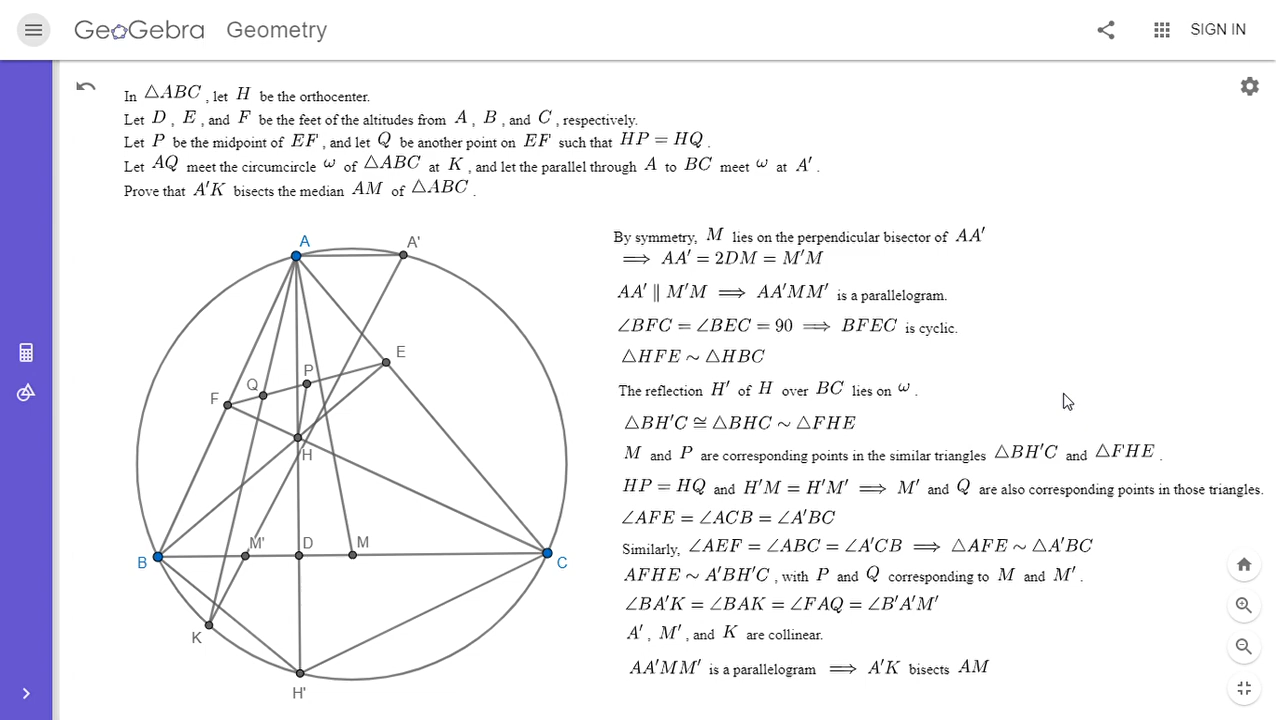 GeoGebra Geometry SIGN IN
In △ABC , let H be the orthocenter.
Let D , E , and F be the feet of the altitudes from A , B , and C , respectively.
Let P be the midpoint of EF , and let Q be another point on EF such that HP = HQ .
Let AQ meet the circumcircle ω of △ABC at K , and let the parallel through A to BC meet ω at A′ .
Prove that A′K bisects the median AM of △ABC .
By symmetry, M lies on the perpendicular bisector of AA′
⟹ AA′ = 2DM = M′M
AA′ ∥ M′M ⟹ AA′MM′ is a parallelogram.
∠BFC = ∠BEC = 90 ⟹ BFEC is cyclic.
△HFE ∼ △HBC
The reflection H′ of H over BC lies on ω .
△BH′C ≅ △BHC ∼ △FHE
M and P are corresponding points in the similar triangles △BH′C and △FHE .
HP = HQ and H′M = H′M′ ⟹ M′ and Q are also corresponding points in those triangles.
∠AFE = ∠ACB = ∠A′BC
Similarly, ∠AEF = ∠ABC = ∠A′CB ⟹ △AFE ∼ △A′BC
AFHE ∼ A′BH′C , with P and Q corresponding to M and M′ .
∠BA′K = ∠BAK = ∠FAQ = ∠B′A′M′
A′ , M′ , and K are collinear.
AA′MM′ is a parallelogram ⟹ A′K bisects AM
A
A'
E
P
Q
F
H
M'
D
M
B
C
K
H'